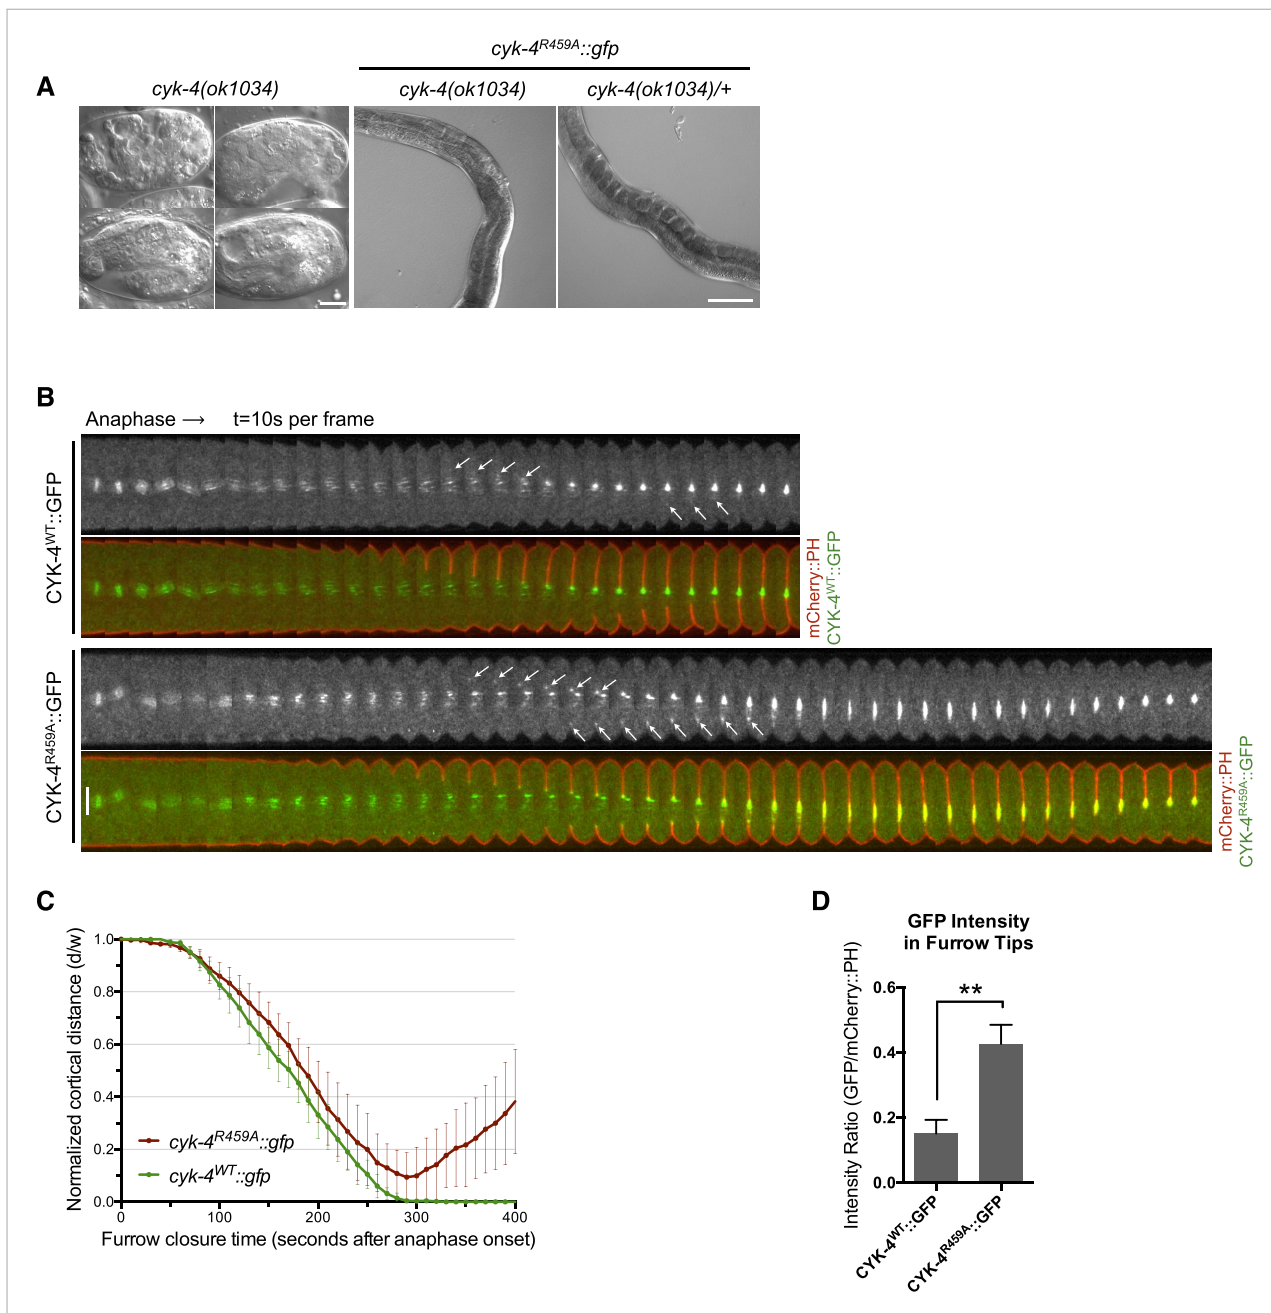 A
cyk-4(ok1034)
cyk-4R459A::gfp
cyk-4(ok1034)
cyk-4(ok1034)/+
B
Anaphase → t=10s per frame
CYK-4WT::GFP
mCherry::PH
CYK-4WT::GFP
CYK-4R459A::GFP
mCherry::PH
CYK-4R459A::GFP
C
Normalized cortical distance (d/w)
1.0
0.8
0.6
0.4
0.2
0.0
cyk-4R459A::gfp
cyk-4WT::gfp
0 100 200 300 400
Furrow closure time (seconds after anaphase onset)
D
GFP Intensity
in Furrow Tips
Intensity Ratio (GFP/mCherry::PH)
0.6
0.4
0.2
0.0
**
CYK-4WT::GFP
CYK-4R459A::GFP